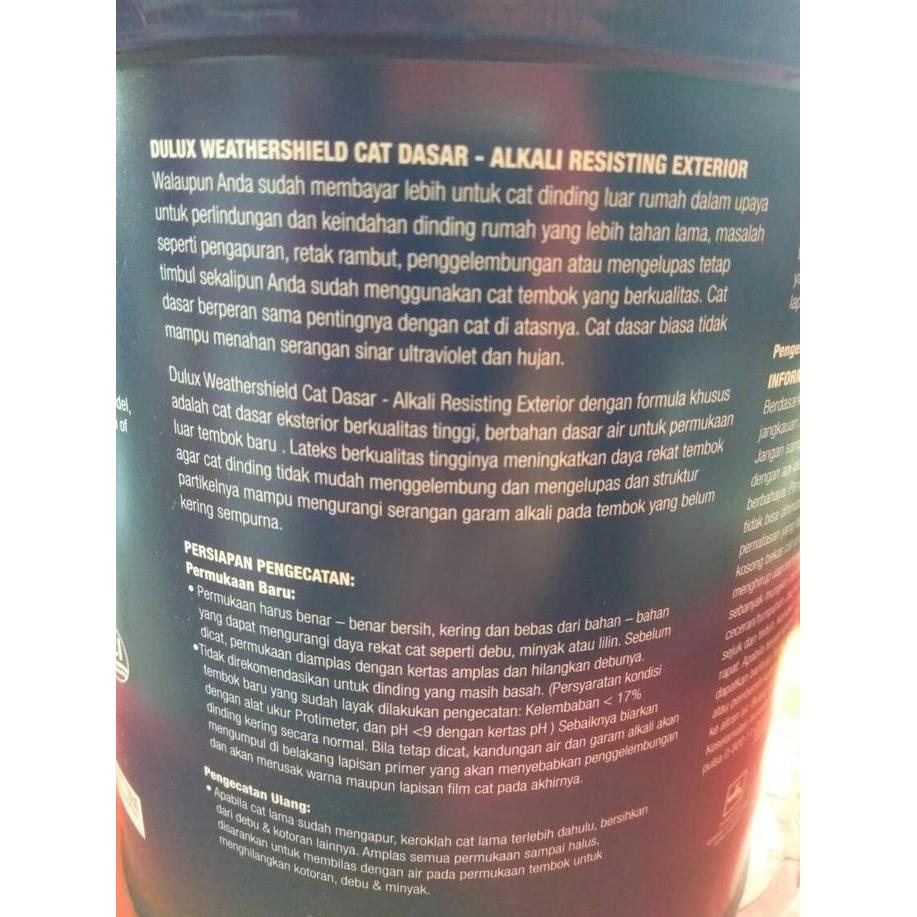 DULUX WEATHERSHIELD CAT DASAR - ALKALI RESISTING EXTERIOR
Walaupun Anda sudah membayar lebih untuk cat dinding luar rumah dalam upaya
untuk perlindungan dan keindahan dinding rumah yang lebih tahan lama, masalah
seperti pengapuran, retak rambut, penggelembungan atau mengelupas tetap
timbul sekalipun Anda sudah menggunakan cat tembok yang berkualitas. Cat
dasar berperan sama pentingnya dengan cat di atasnya. Cat dasar biasa tidak
mampu menahan serangan sinar ultraviolet dan hujan.
Dulux Weathershield Cat Dasar - Alkali Resisting Exterior dengan formula khusus
adalah cat dasar eksterior berkualitas tinggi, berbahan dasar air untuk permukaan
luar tembok baru . Lateks berkualitas tingginya meningkatkan daya rekat tembok
agar cat dinding tidak mudah menggelembung dan mengelupas dan struktur
partikelnya mampu mengurangi serangan garam alkali pada tembok yang belum
kering sempurna.
PERSIAPAN PENGECATAN:
Permukaan Baru:
• Permukaan harus benar – benar bersih, kering dan bebas dari bahan – bahan
yang dapat mengurangi daya rekat cat seperti debu, minyak atau lilin. Sebelum
dicat, permukaan diamplas dengan kertas amplas dan hilangkan debunya.
•Tidak direkomendasikan untuk dinding yang masih basah. (Persyaratan kondisi
tembok baru yang sudah layak dilakukan pengecatan: Kelembaban < 17%
dengan alat ukur Protimeter, dan pH <9 dengan kertas pH ) Sebaiknya biarkan
dinding kering secara normal. Bila tetap dicat, kandungan air dan garam alkali akan
mengumpul di belakang lapisan primer yang akan menyebabkan penggelembungan
dan akan merusak warna maupun lapisan film cat pada akhirnya.
Pengecatan Ulang:
• Apabila cat lama sudah mengapur, keroklah cat lama terlebih dahulu, bersihkan
dari debu & kotoran lainnya. Amplas semua permukaan sampai halus,
disarankan untuk membilas dengan air pada permukaan tembok untuk
menghilangkan kotoran, debu & minyak.
of
Jangan
dengan api
tidak bisa
kosong bekas
sebanyak
rapat. Apabila